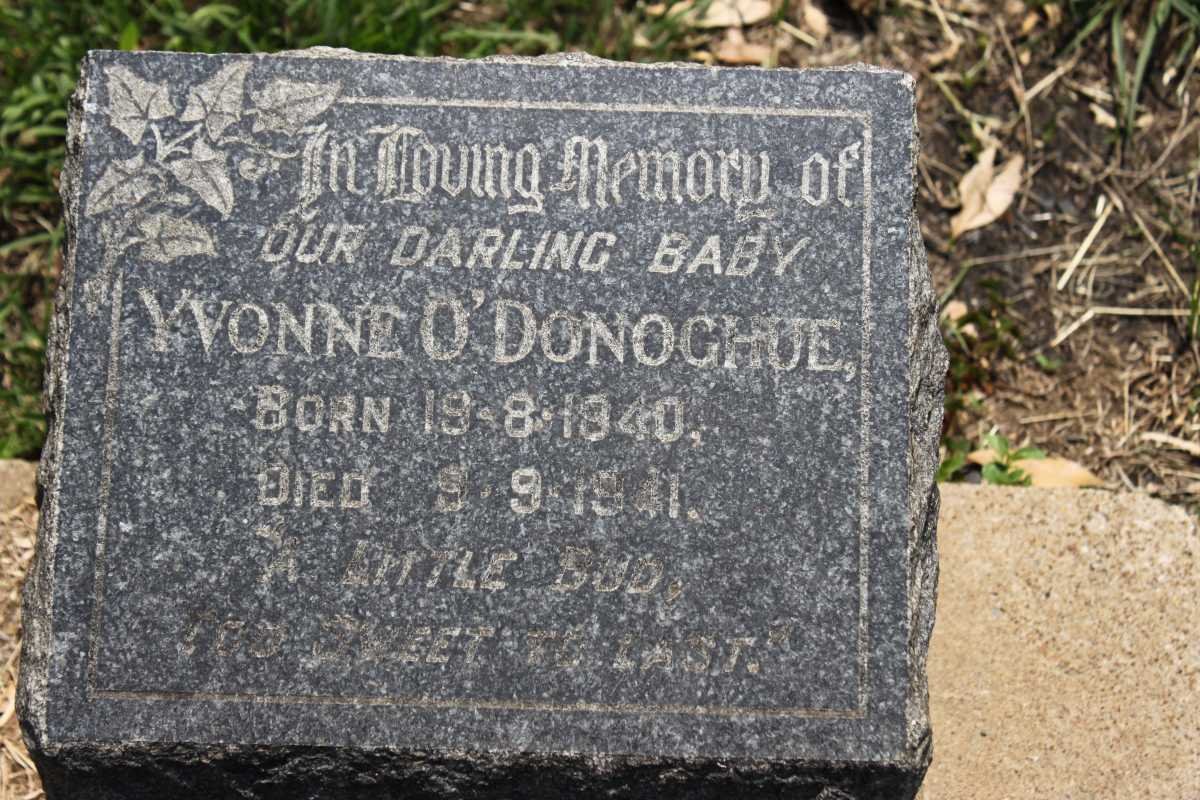 In Loving Memory of
OUR DARLING BABY
YVONNE O'DONOGHUE,
BORN 19-8-1940,
DIED 9-9-1941.
"A LITTLE BUD,
TOO SWEET TO LAST."